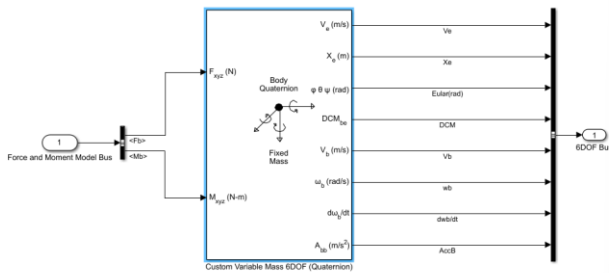 V_e (m/s)
Ve
X_e (m)
Xe
F_xyz (N)
Body
Quaternion
φ θ ψ (rad)
Eular(rad)
DCM_be
DCM
1
Force and Moment Model Bus
<Fb>
<Mb>
Fixed
Mass
V_b (m/s)
Vb
1
6DOF Bu
M_xyz (N-m)
ω_b (rad/s)
wb
dω_b/dt
dwb/dt
A_bb (m/s²)
AccB
Custom Variable Mass 6DOF (Quaternion)